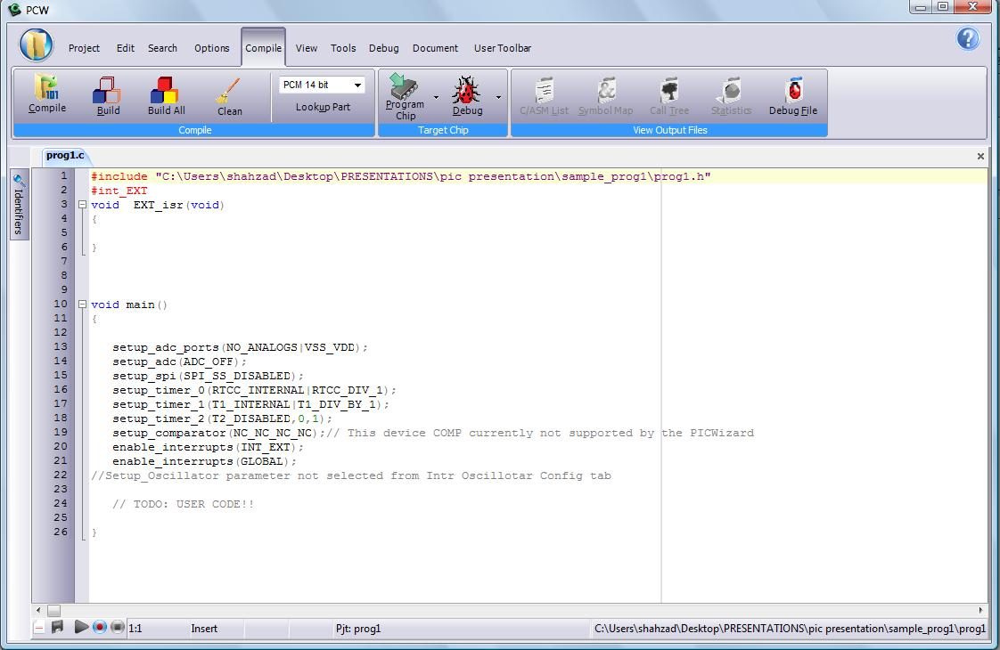 PCW
Project Edit Search Options Compile View Tools Debug Document User Toolbar
Compile Build Build All Clean
PCM 14 bit
Lookup Part
Compile
Program Chip Debug
Target Chip
C/ASM List Symbol Map Call Tree Statistics Debug File
View Output Files
prog1.c
Identifiers
1 #include "C:\Users\shahzad\Desktop\PRESENTATIONS\pic presentation\sample_prog1\prog1.h"
2 #int_EXT
3 void  EXT_isr(void)
4 {
5
6 }
7
8
9
10 void main()
11 {
12
13    setup_adc_ports(NO_ANALOGS|VSS_VDD);
14    setup_adc(ADC_OFF);
15    setup_spi(SPI_SS_DISABLED);
16    setup_timer_0(RTCC_INTERNAL|RTCC_DIV_1);
17    setup_timer_1(T1_INTERNAL|T1_DIV_BY_1);
18    setup_timer_2(T2_DISABLED,0,1);
19    setup_comparator(NC_NC_NC_NC);// This device COMP currently not supported by the PICWizard
20    enable_interrupts(INT_EXT);
21    enable_interrupts(GLOBAL);
22 //Setup_Oscillator parameter not selected from Intr Oscillotar Config tab
23
24    // TODO: USER CODE!!
25
26 }
1:1 Insert Pjt: prog1 C:\Users\shahzad\Desktop\PRESENTATIONS\pic presentation\sample_prog1\prog1